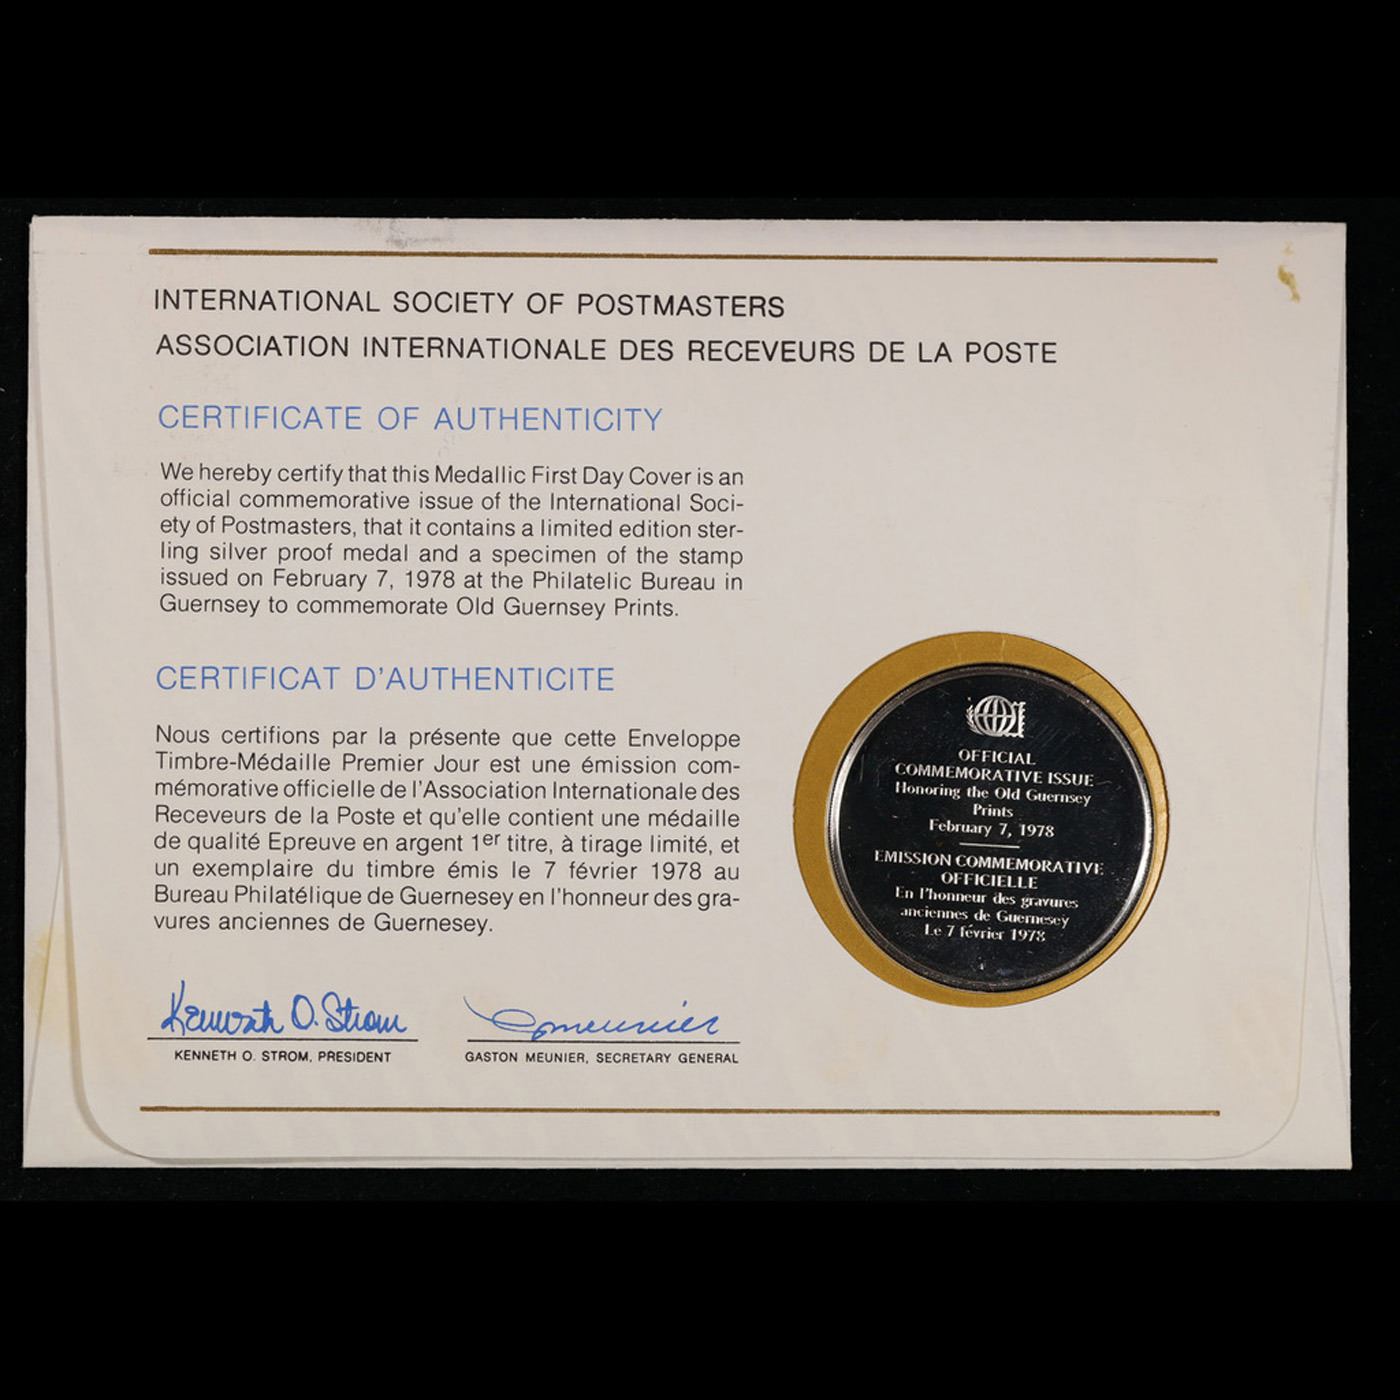 INTERNATIONAL SOCIETY OF POSTMASTERS
ASSOCIATION INTERNATIONALE DES RECEVEURS DE LA POSTE
CERTIFICATE OF AUTHENTICITY
We hereby certify that this Medallic First Day Cover is an
official commemorative issue of the International Soci-
ety of Postmasters, that it contains a limited edition ster-
ling silver proof medal and a specimen of the stamp
issued on February 7, 1978 at the Philatelic Bureau in
Guernsey to commemorate Old Guernsey Prints.
CERTIFICAT D'AUTHENTICITE
Nous certifions par la présente que cette Enveloppe
Timbre-Médaille Premier Jour est une émission com-
mémorative officielle de l'Association Internationale des
Receveurs de la Poste et qu'elle contient une médaille
de qualité Epreuve en argent 1er titre, à tirage limité, et
un exemplaire du timbre émis le 7 février 1978 au
Bureau Philatélique de Guernesey en l'honneur des gra-
vures anciennes de Guernesey.
Kenneth O. Strom
GMeunier
KENNETH O. STROM, PRESIDENT
GASTON MEUNIER, SECRETARY GENERAL
OFFICIAL
COMMEMORATIVE ISSUE
Honoring the Old Guernsey
Prints
February 7, 1978
EMISSION COMMEMORATIVE
OFFICIELLE
En l'honneur des gravures
anciennes de Guernesey
Le 7 février 1978